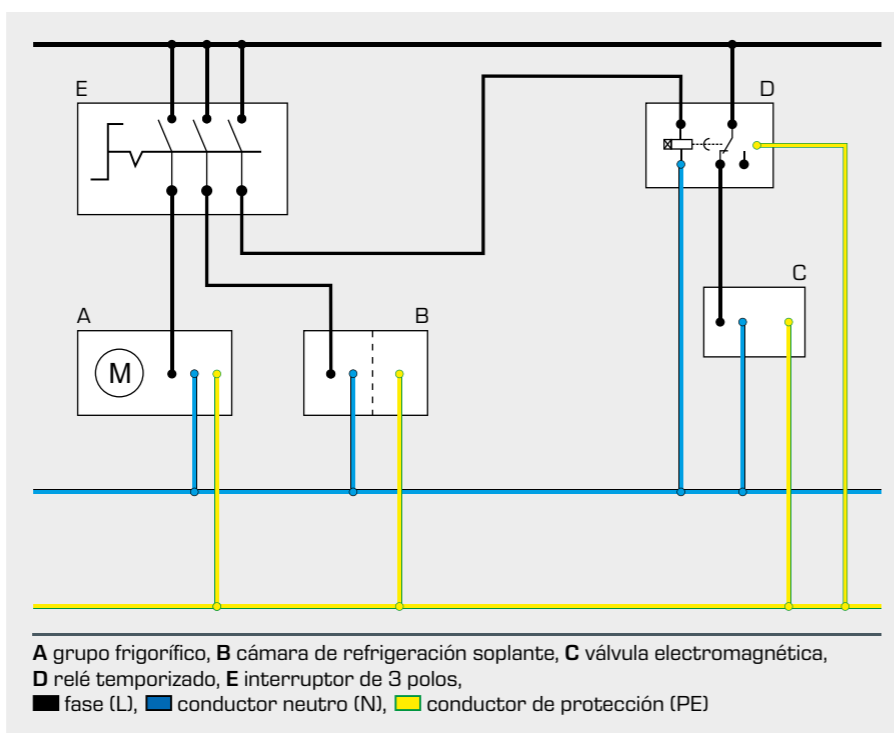 E
D
C
A
B
M
A grupo frigorífico, B cámara de refrigeración soplante, C válvula electromagnética,
D relé temporizado, E interruptor de 3 polos,
fase (L), conductor neutro (N), conductor de protección (PE)